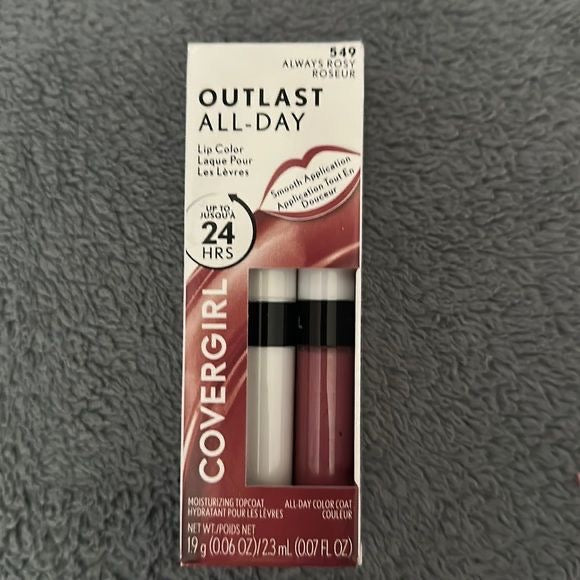 549
ALWAYS ROSY
ROSEUR
OUTLAST
ALL-DAY
Lip Color
Laque Pour
Les Lèvres
Smooth Application
Application Tout En
Douceur
UP TO
JUSQU'À
24
HRS
COVERGIRL
MOISTURIZING TOPCOAT
HYDRATANT POUR LES LÈVRES
ALL-DAY COLOR COAT
COULEUR
NET WT./POIDS NET
1.9 g (0.06 OZ)/2.3 mL (0.07 FL OZ)